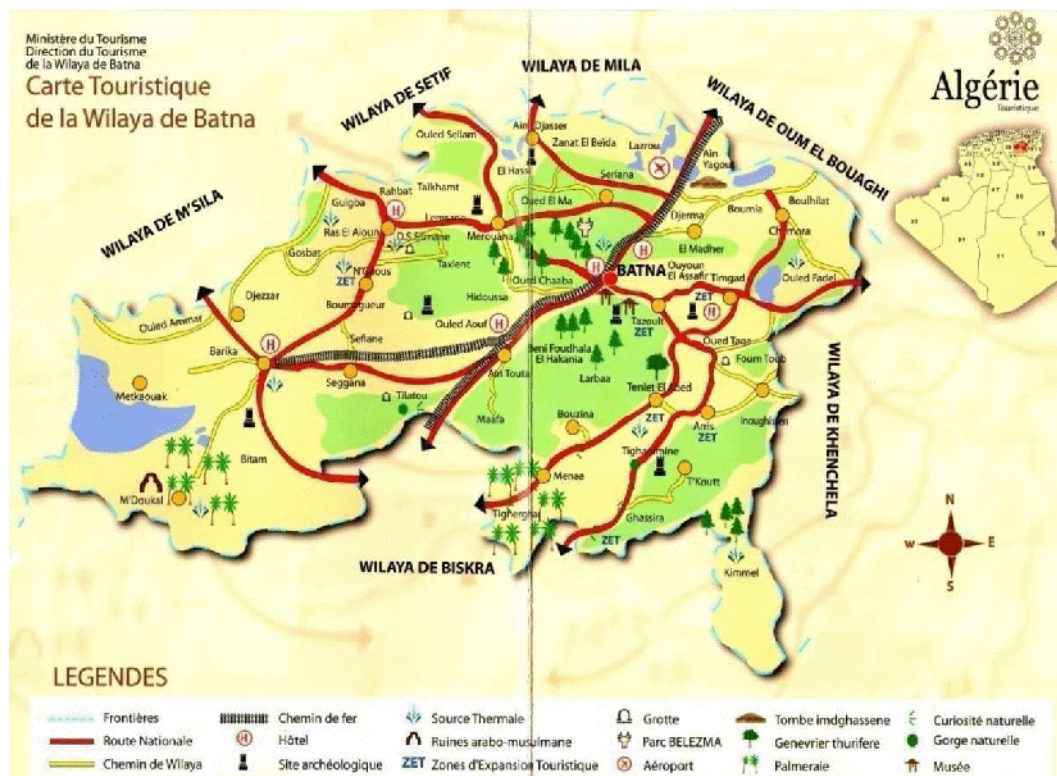 Ministère du Tourisme
Direction du Tourisme
de la Wilaya de Batna
Carte Touristique
de la Wilaya de Batna
Algérie
Touristique
WILAYA DE MILA
WILAYA DE SETIF
WILAYA DE OUM EL BOUAGHI
WILAYA DE M'SILA
WILAYA DE KHENCHELA
WILAYA DE BISKRA
Ouled Sellam
Ain Djasser
Zanat El Beïda
Lazrou
Ain Yagout
El Hassi
Seriana
Rahbat
Talkhamt
Guigba
Oued El Ma
Djerma
Boumia
Boulhilat
Lemsane
Ras El Aioun
D.S. Slimane
Merouana
H
Chemora
El Madher
Gosbat
Taxlent
H
BATNA
Ouyoun
El Assafir
Timgad
Ouled Fadel
ZET
N'Gaous
Oued Chaaba
Hidoussa
ZET
Djezzar
Boumagueur
H
Ouled Ammar
Ouled Aouf
H
Tazoult
ZET
Oued Taga
Sefiane
Barika
H
Beni Foudhala
El Hakania
Foum Toub
Ain Touta
Larbaa
Seggana
Metkaouak
Tilatou
Teniet El Abed
Inoughissen
Maafa
Bouzina
ZET
Arris
ZET
Bitam
Tighanimine
M'Doukal
Menaa
T'Koutt
Tigherghar
Ghassira
ZET
Kimmel
N
W
E
S
LEGENDES
Frontières
Chemin de fer
Source Thermale
Grotte
Tombe imdghassene
Curiosité naturelle
Route Nationale
H
Hôtel
Ruines arabo-musulmane
Parc BELEZMA
Genevrier thurifere
Gorge naturelle
Chemin de Wilaya
Site archéologique
ZET
Zones d'Expansion Touristique
Aéroport
Palmeraie
Musée